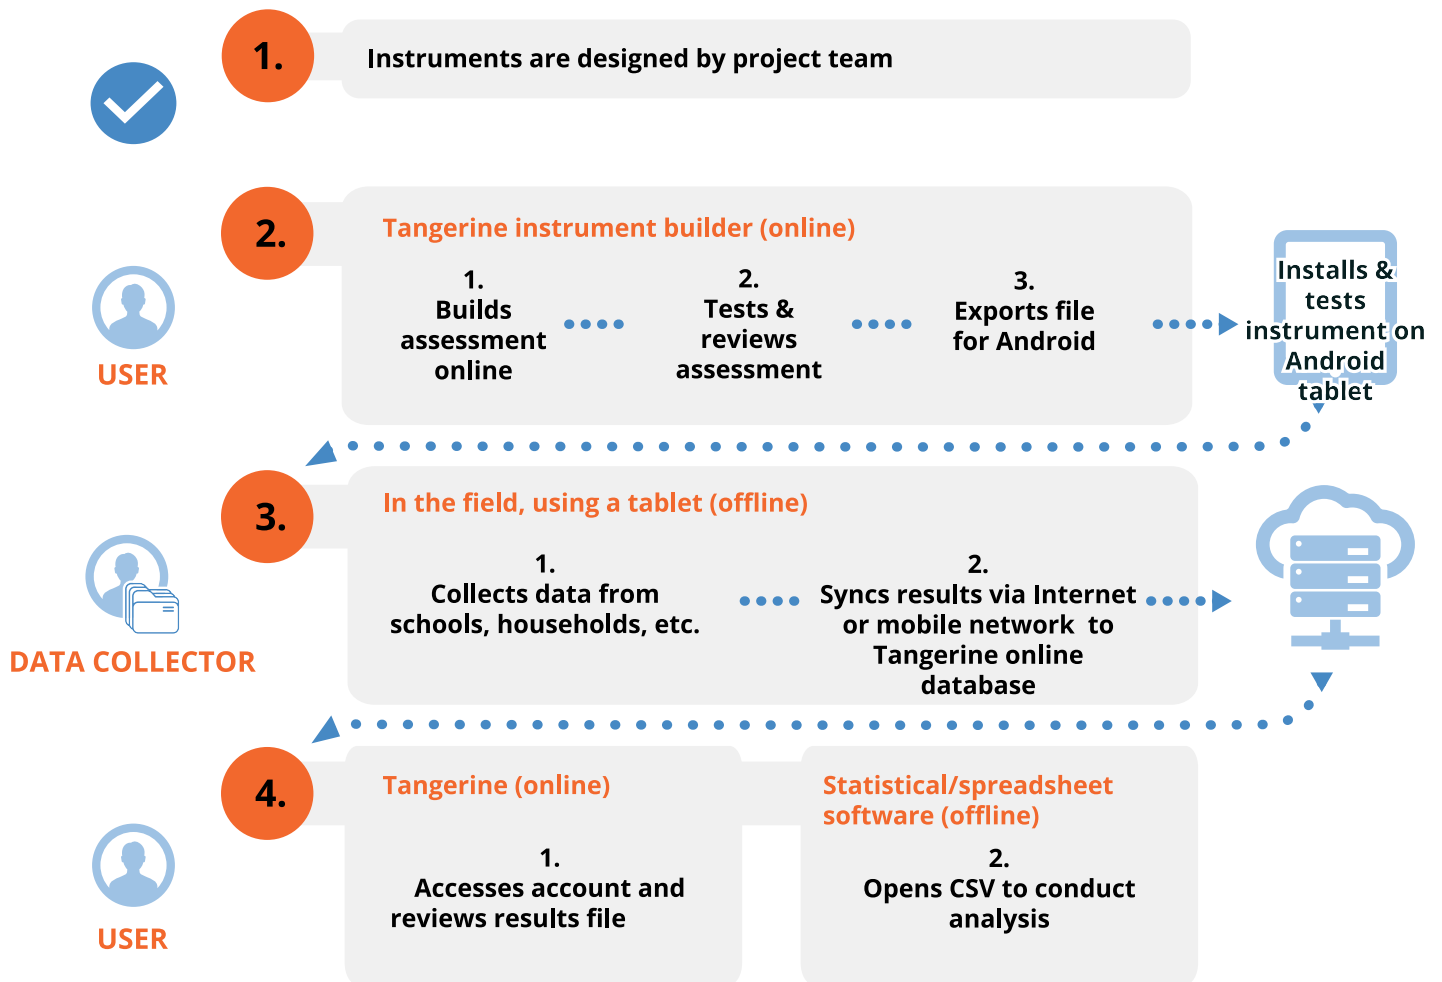 1.
Instruments are designed by project team
2.
Tangerine instrument builder (online)
USER
1.
Builds
assessment
online
2.
Tests &
reviews
assessment
3.
Exports file
for Android
Installs &
tests
instrument on
Android
tablet
3.
In the field, using a tablet (offline)
DATA COLLECTOR
1.
Collects data from
schools, households, etc.
2.
Syncs results via Internet
or mobile network to
Tangerine online
database
4.
Tangerine (online)
USER
1.
Accesses account and
reviews results file
Statistical/spreadsheet
software (offline)
2.
Opens CSV to conduct
analysis